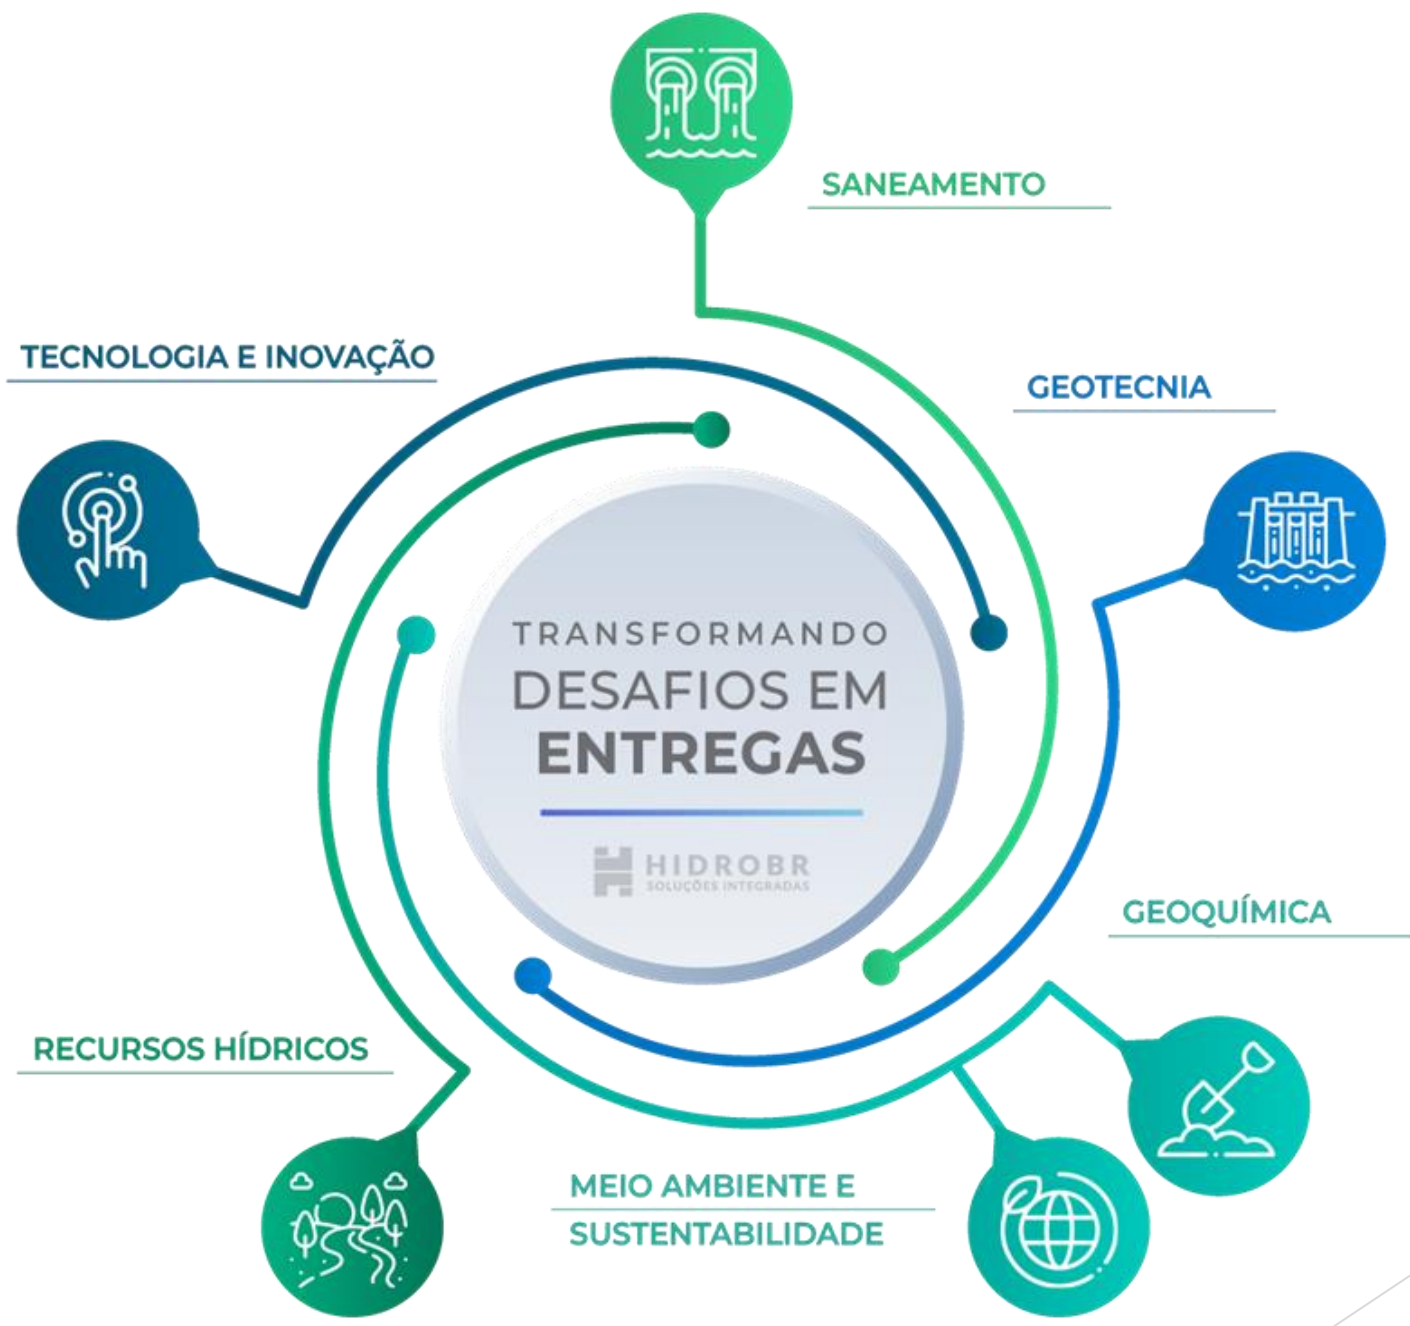 SANEAMENTO
TECNOLOGIA E INOVAÇÃO
GEOTECNIA
TRANSFORMANDO
DESAFIOS EM
ENTREGAS
HIDROBR
SOLUÇÕES INTEGRADAS
GEOQUÍMICA
RECURSOS HÍDRICOS
MEIO AMBIENTE E
SUSTENTABILIDADE